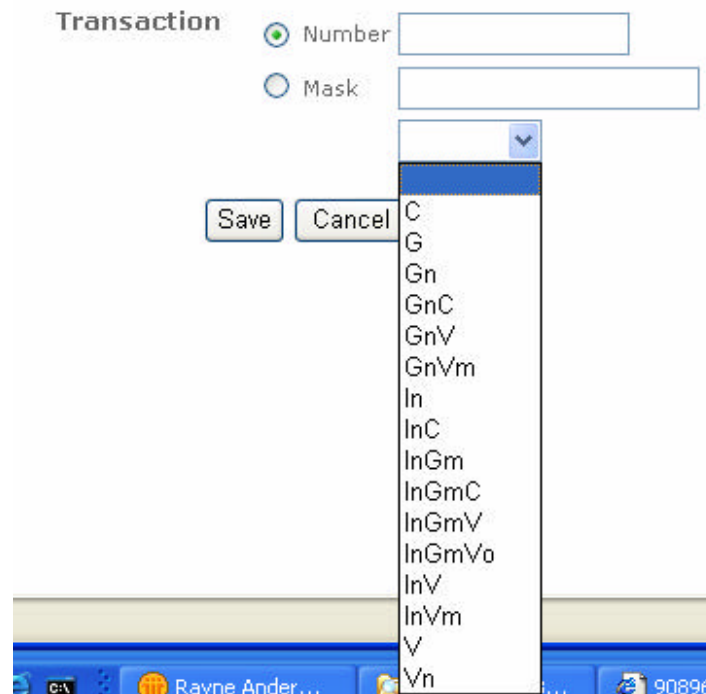 Transaction Number
Mask
C
Save Cancel
G
Gn
GnC
GnV
GnVm
In
InC
InGm
InGmC
InGmV
InGmVo
InV
InVm
V
Vn
Rayne Ander... ... 90896